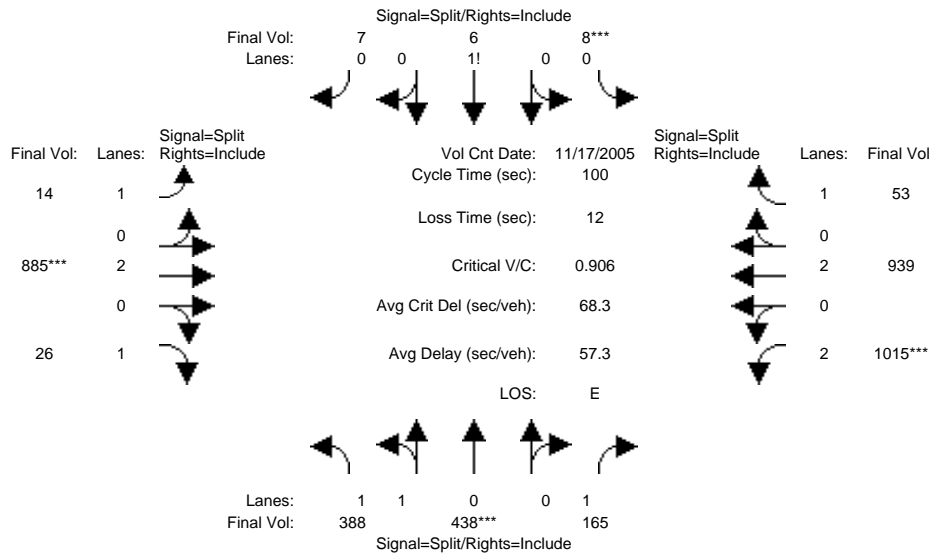 Signal=Split/Rights=Include
Final Vol: 7 6 8***
Lanes: 0 0 1! 0 0
Signal=Split Signal=Split
Final Vol: Lanes: Rights=Include Vol Cnt Date: 11/17/2005 Rights=Include Lanes: Final Vol
Cycle Time (sec): 100
14 1 1 53
Loss Time (sec): 12
0 0
885*** 2 Critical V/C: 0.906 2 939
0 Avg Crit Del (sec/veh): 68.3 0
26 1 Avg Delay (sec/veh): 57.3 2 1015***
LOS: E
Lanes: 1 1 0 0 1
Final Vol: 388 438*** 165
Signal=Split/Rights=Include